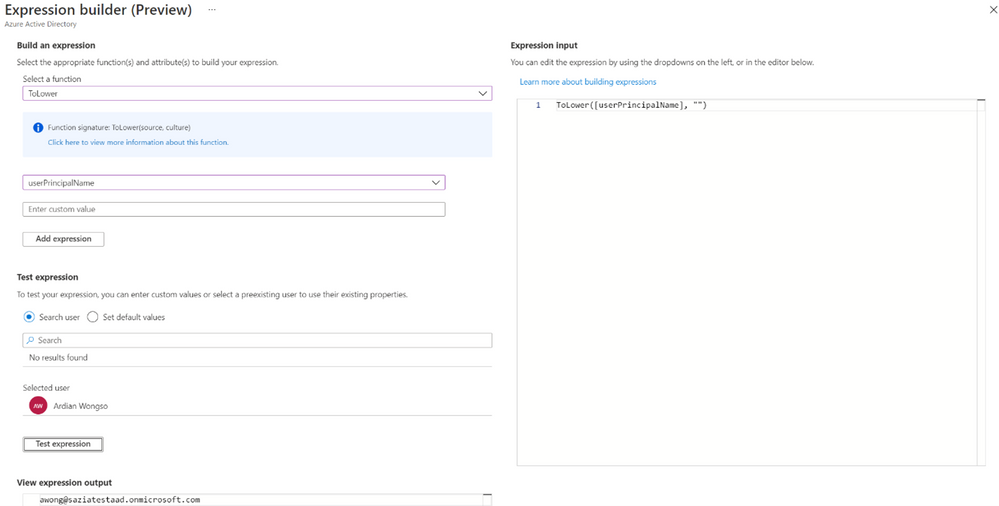 Expression builder (Preview) ...
Azure Active Directory
Build an expression
Select the appropriate function(s) and attribute(s) to build your expression.
Select a function
ToLower
Function signature: ToLower(source, culture)
Click here to view more information about this function.
userPrincipalName
Enter custom value
Add expression
Test expression
To test your expression, you can enter custom values or select a preexisting user to use their existing properties.
Search user
Set default values
Search
No results found
Selected user
AW
Ardian Wongso
Test expression
View expression output
awong@saziatestaad.onmicrosoft.com
Expression input
You can edit the expression by using the dropdowns on the left, or in the editor below.
Learn more about building expressions
1 ToLower([userPrincipalName], "")